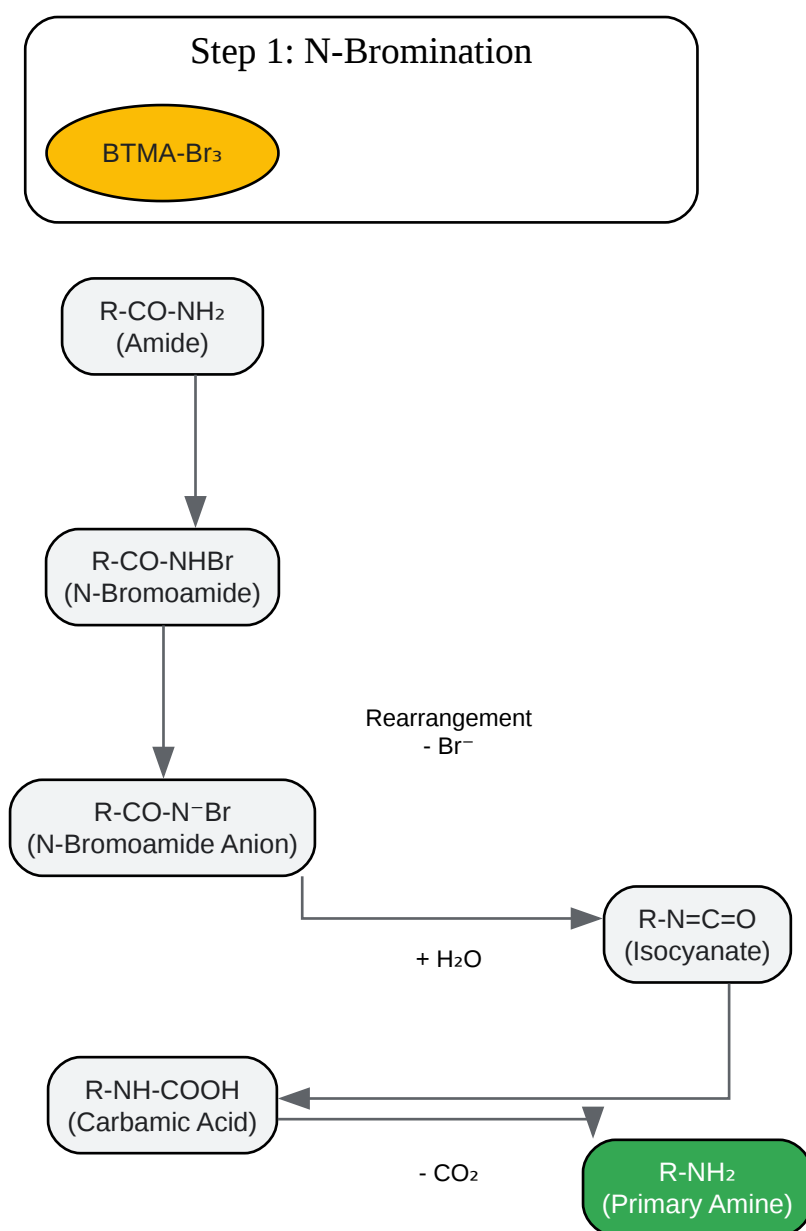 Step 1: N-Bromination
BTMA-Br₃
R-CO-NH₂
(Amide)
R-CO-NHBr
(N-Bromoamide)
Rearrangement
- Br⁻
R-CO-N⁻Br
(N-Bromoamide Anion)
R-N=C=O
(Isocyanate)
+ H₂O
R-NH-COOH
(Carbamic Acid)
- CO₂
R-NH₂
(Primary Amine)